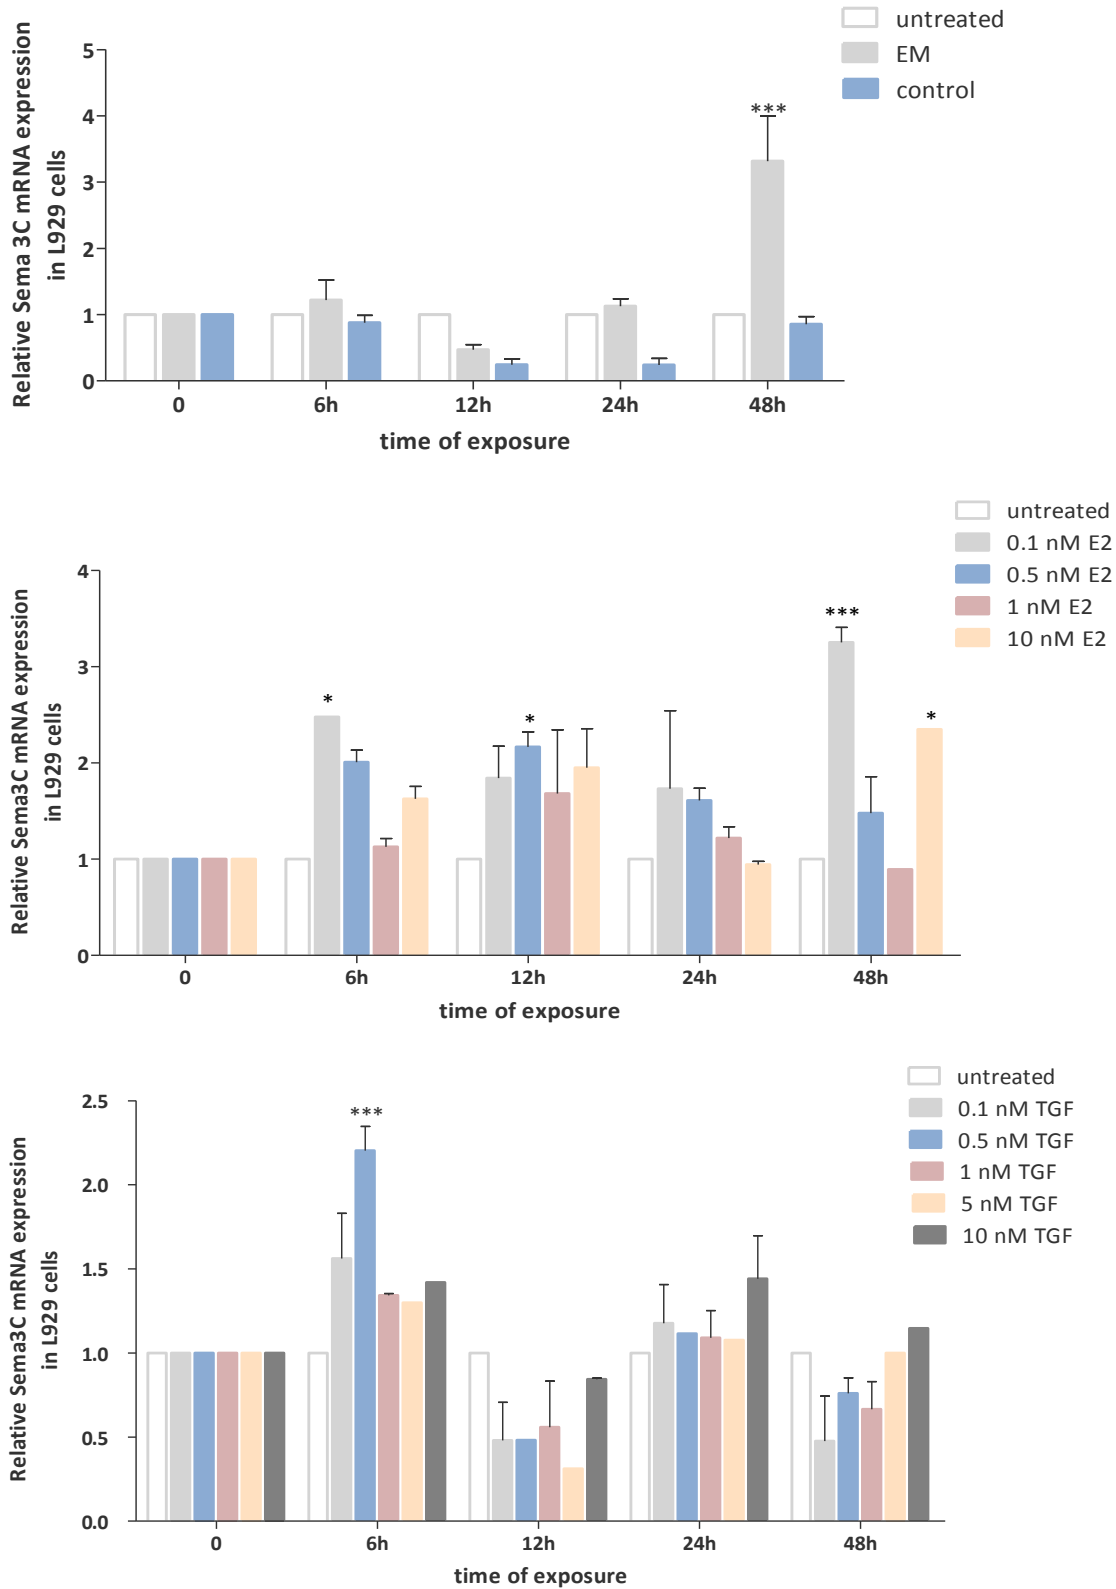 untreated
EM
control
Relative Sema 3C mRNA expression
in L929 cells
5
4
3
2
1
0
***
0 6h 12h 24h 48h
time of exposure
untreated
0.1 nM E2
0.5 nM E2
1 nM E2
10 nM E2
Relative Sema3C mRNA expression
in L929 cells
4
3
2
1
0
* * *** *
0 6h 12h 24h 48h
time of exposure
untreated
0.1 nM TGF
0.5 nM TGF
1 nM TGF
5 nM TGF
10 nM TGF
Relative Sema3C mRNA expression
in L929 cells
2.5
2.0
1.5
1.0
0.5
0.0
***
0 6h 12h 24h 48h
time of exposure